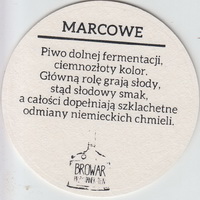 MARCOWE
Piwo dolnej fermentacji,
ciemnozłoty kolor.
Główną rolę grają słody,
stąd słodowy smak,
a całości dopełniają szklachetne
odmiany niemieckich chmieli.
BROWAR